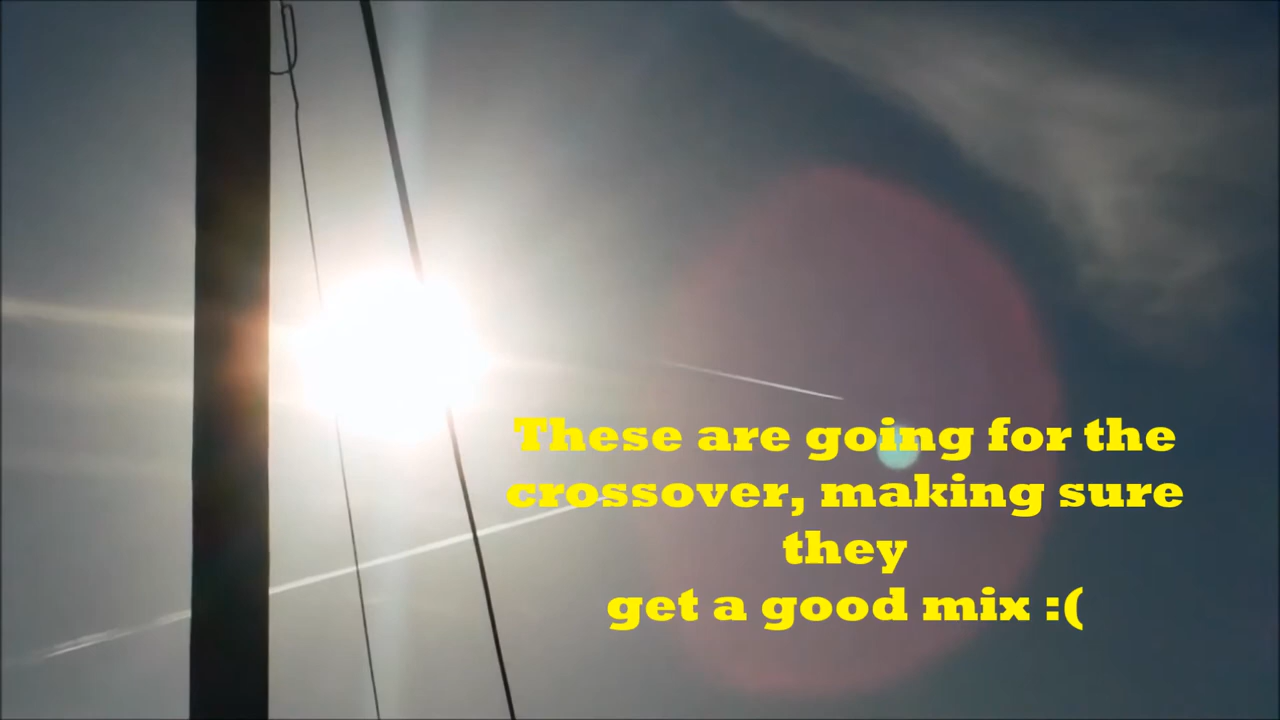 These are going for the
crossover, making sure
they
get a good mix :(